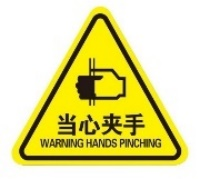 当心夹手
WARNING HANDS PINCHING